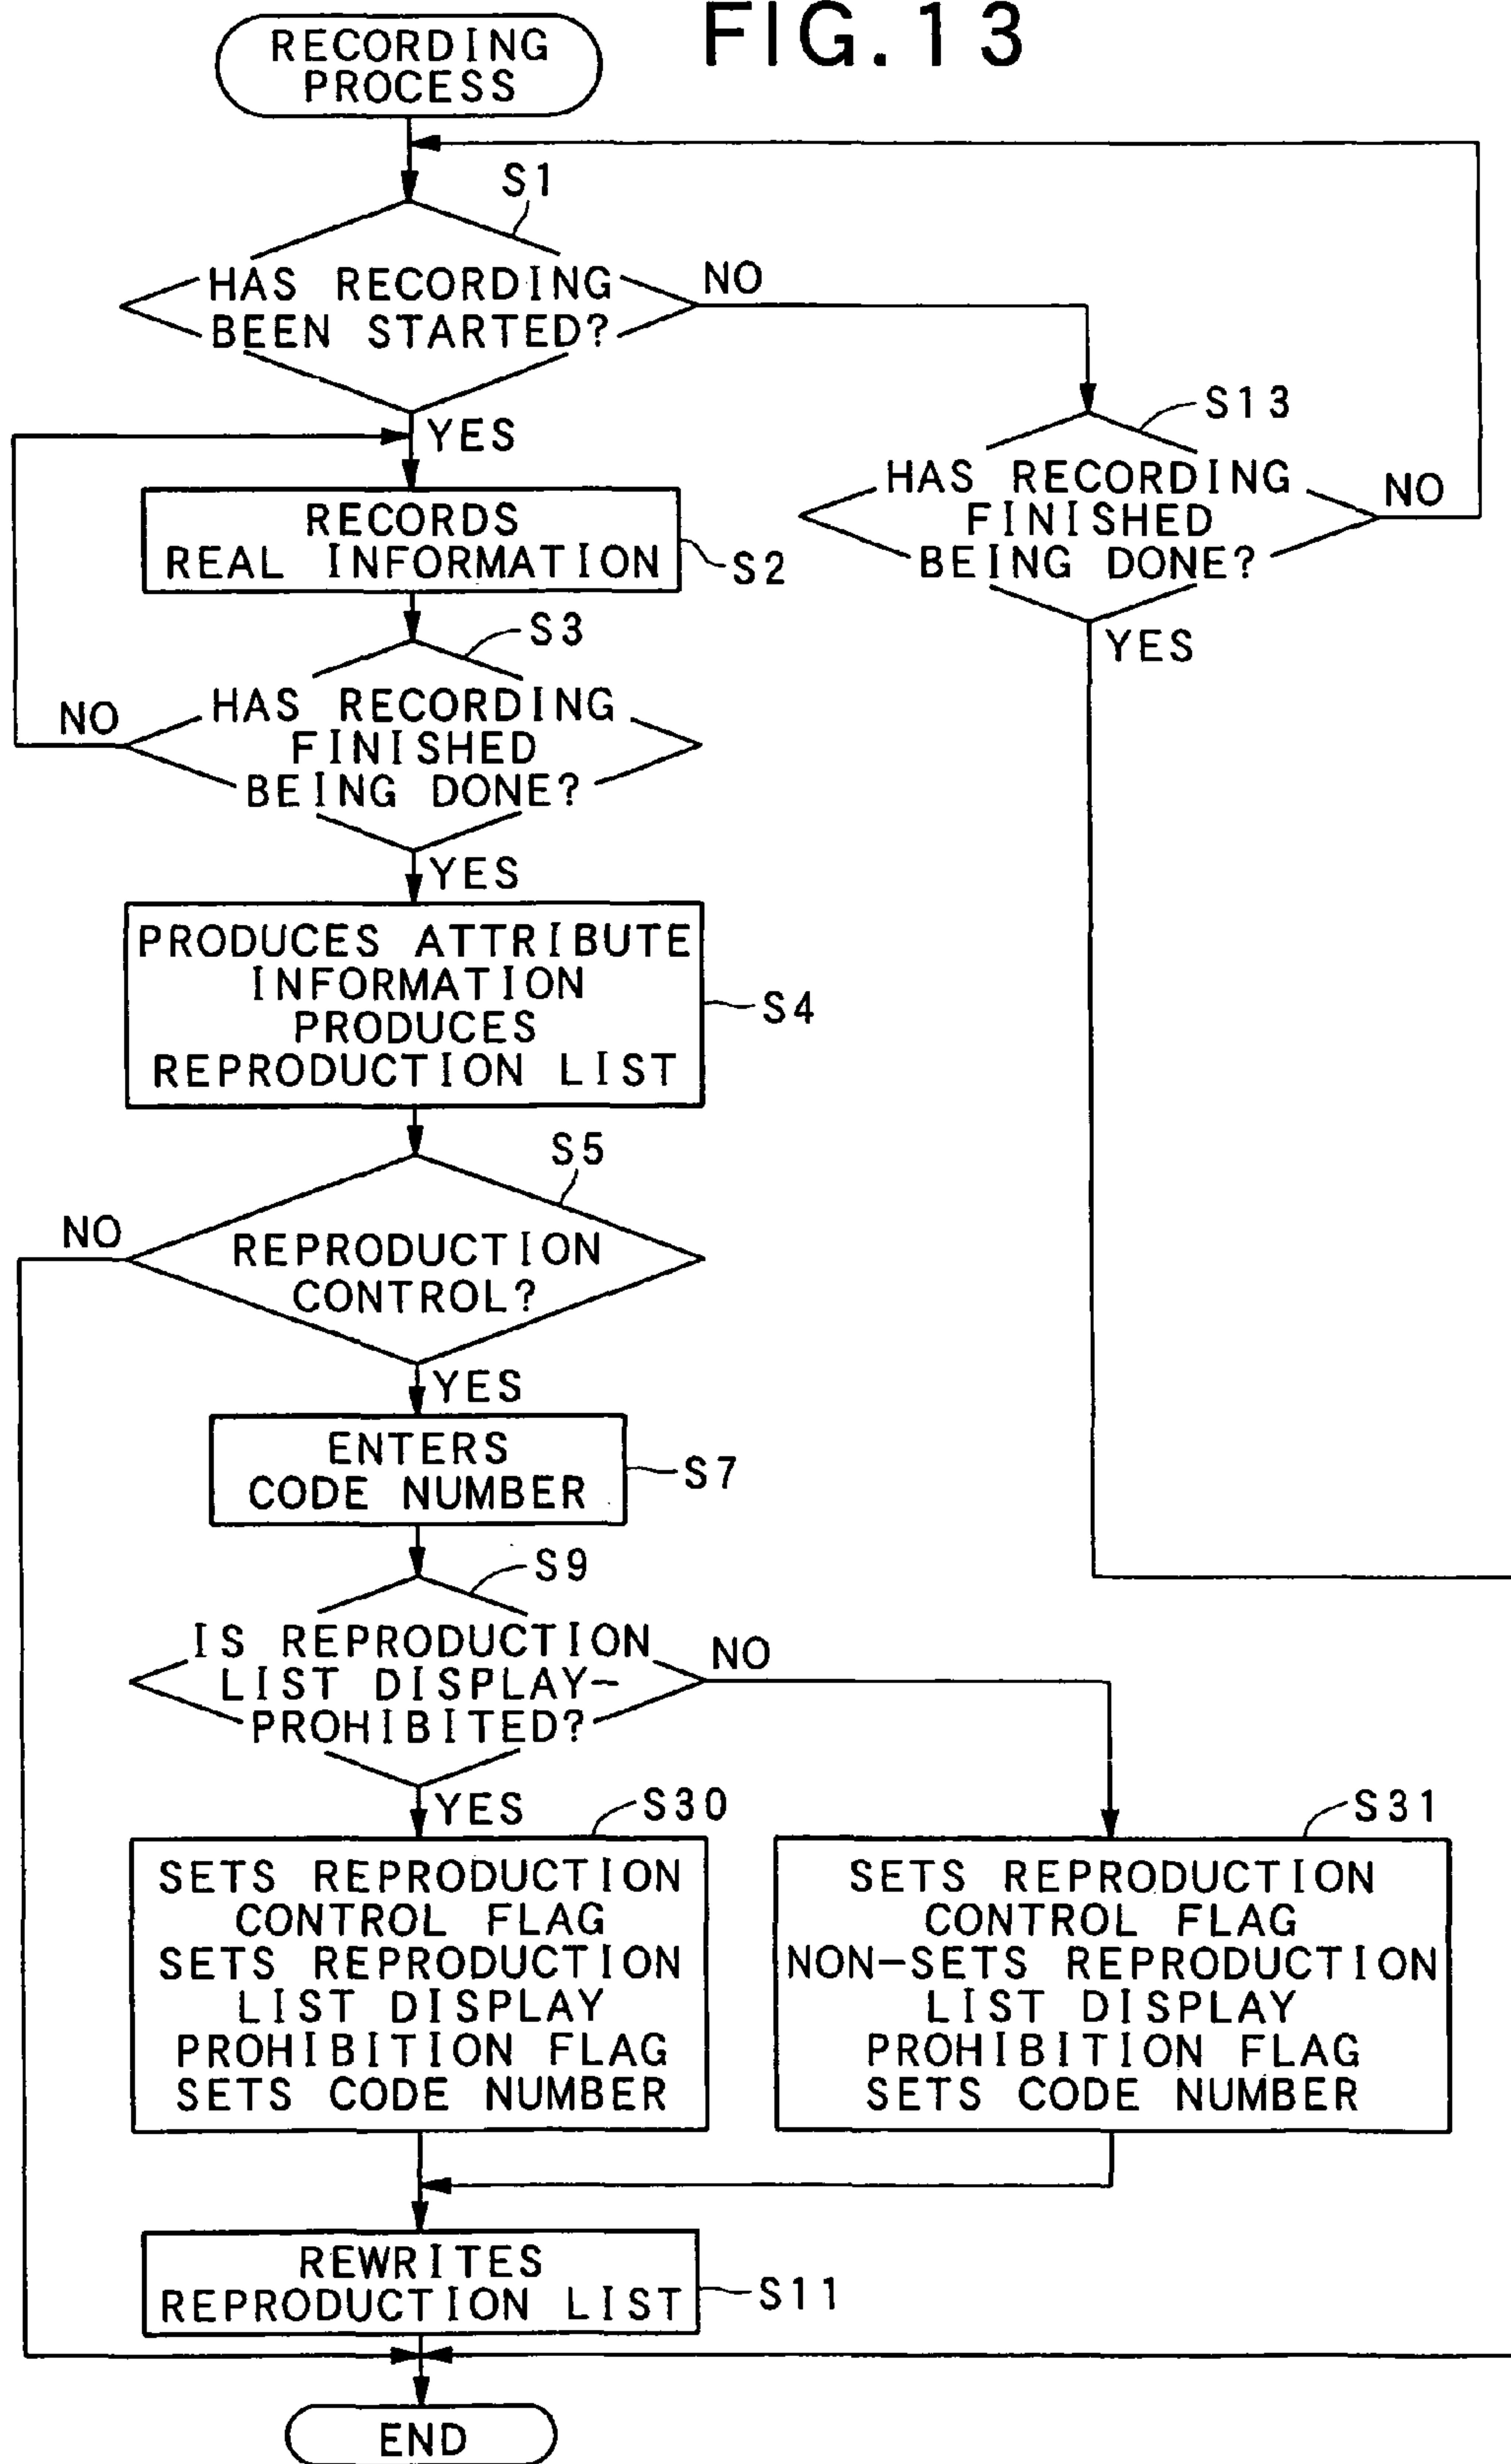 FIG.13
RECORDING
PROCESS
S1
HAS RECORDING
BEEN STARTED?
NO
YES
S13
HAS RECORDING
FINISHED
BEING DONE?
NO
YES
RECORDS
REAL INFORMATION
S2
S3
HAS RECORDING
FINISHED
BEING DONE?
NO
YES
PRODUCES ATTRIBUTE
INFORMATION
PRODUCES
REPRODUCTION LIST
S4
S5
REPRODUCTION
CONTROL?
NO
YES
ENTERS
CODE NUMBER
S7
S9
IS REPRODUCTION
LIST DISPLAY-
PROHIBITED?
NO
YES
S30
SETS REPRODUCTION
CONTROL FLAG
SETS REPRODUCTION
LIST DISPLAY
PROHIBITION FLAG
SETS CODE NUMBER
S31
SETS REPRODUCTION
CONTROL FLAG
NON-SETS REPRODUCTION
LIST DISPLAY
PROHIBITION FLAG
SETS CODE NUMBER
REWRITES
REPRODUCTION LIST
S11
END